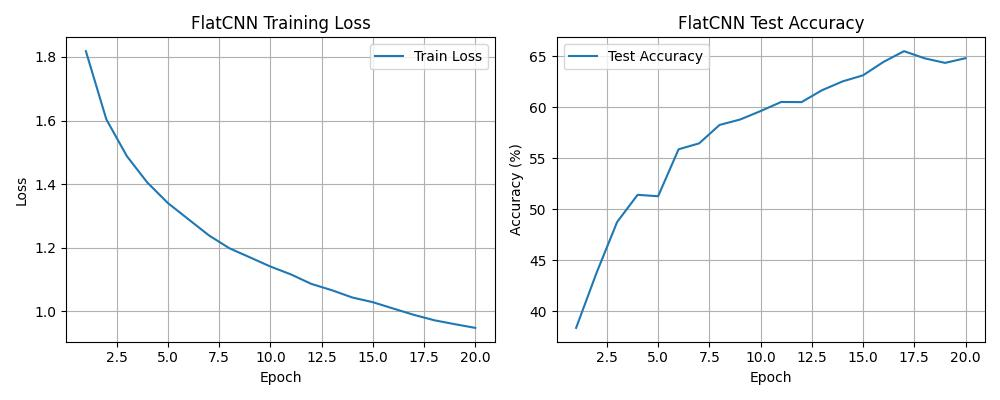 FlatCNN Training Loss
Train Loss
Loss
1.8
1.6
1.4
1.2
1.0
2.5 5.0 7.5 10.0 12.5 15.0 17.5 20.0
Epoch
FlatCNN Test Accuracy
Test Accuracy
Accuracy (%)
65
60
55
50
45
40
2.5 5.0 7.5 10.0 12.5 15.0 17.5 20.0
Epoch